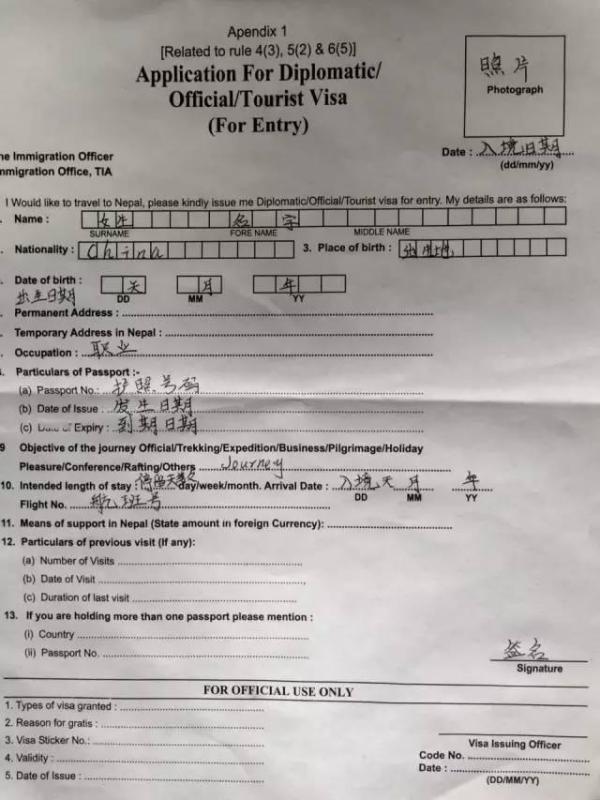 Apendix 1
[Related to rule 4(3), 5(2) & 6(5)]
Application For Diplomatic/
Official/Tourist Visa
(For Entry)
照片
Photograph
Date : 入境日期
(dd/mm/yy)
he Immigration Officer
mmigration Office, TIA
I Would like to travel to Nepal, please kindly issue me Diplomatic/Official/Tourist visa for entry. My details are as follows:
. Name : 名字
SURNAME FORE NAME MIDDLE NAME
. Nationality : China 3. Place of birth : 出生地
. Date of birth : 天 月 年
出生日期 DD MM YY
. Permanent Address :
. Temporary Address in Nepal :
. Occupation : 职业
. Particulars of Passport :-
(a) Passport No.: 护照号码
(b) Date of Issue : 发生日期
(c) Date of Expiry : 到期日期
9 Objective of the journey Official/Trekking/Expedition/Business/Pilgrimage/Holiday
Pleasure/Conference/Rafting/Others Journey
10. Intended length of stay : 停留天数 day/week/month. Arrival Date : 入境天 月 年
DD MM YY
Flight No. 航班号
11. Means of support in Nepal (State amount in foreign Currency):
12. Particulars of previous visit (If any):
(a) Number of Visits
(b) Date of Visit
(c) Duration of last visit
13. If you are holding more than one passport please mention :
(i) Country
(ii) Passport No.
签名
Signature
FOR OFFICIAL USE ONLY
1. Types of visa granted :
2. Reason for gratis :
3. Visa Sticker No.:
4. Validity :
5. Date of Issue :
Visa Issuing Officer
Code No.
Date :
(DD/MM/YY)